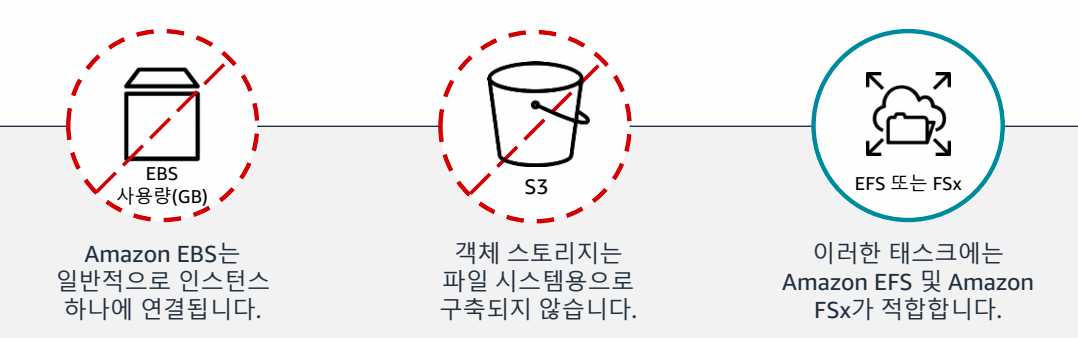 EBS
사용량(GB)
S3
EFS 또는 FSx
Amazon EBS는
일반적으로 인스턴스
하나에 연결됩니다.
객체 스토리지는
파일 시스템용으로
구축되지 않습니다.
이러한 태스크에는
Amazon EFS 및 Amazon
FSx가 적합합니다.